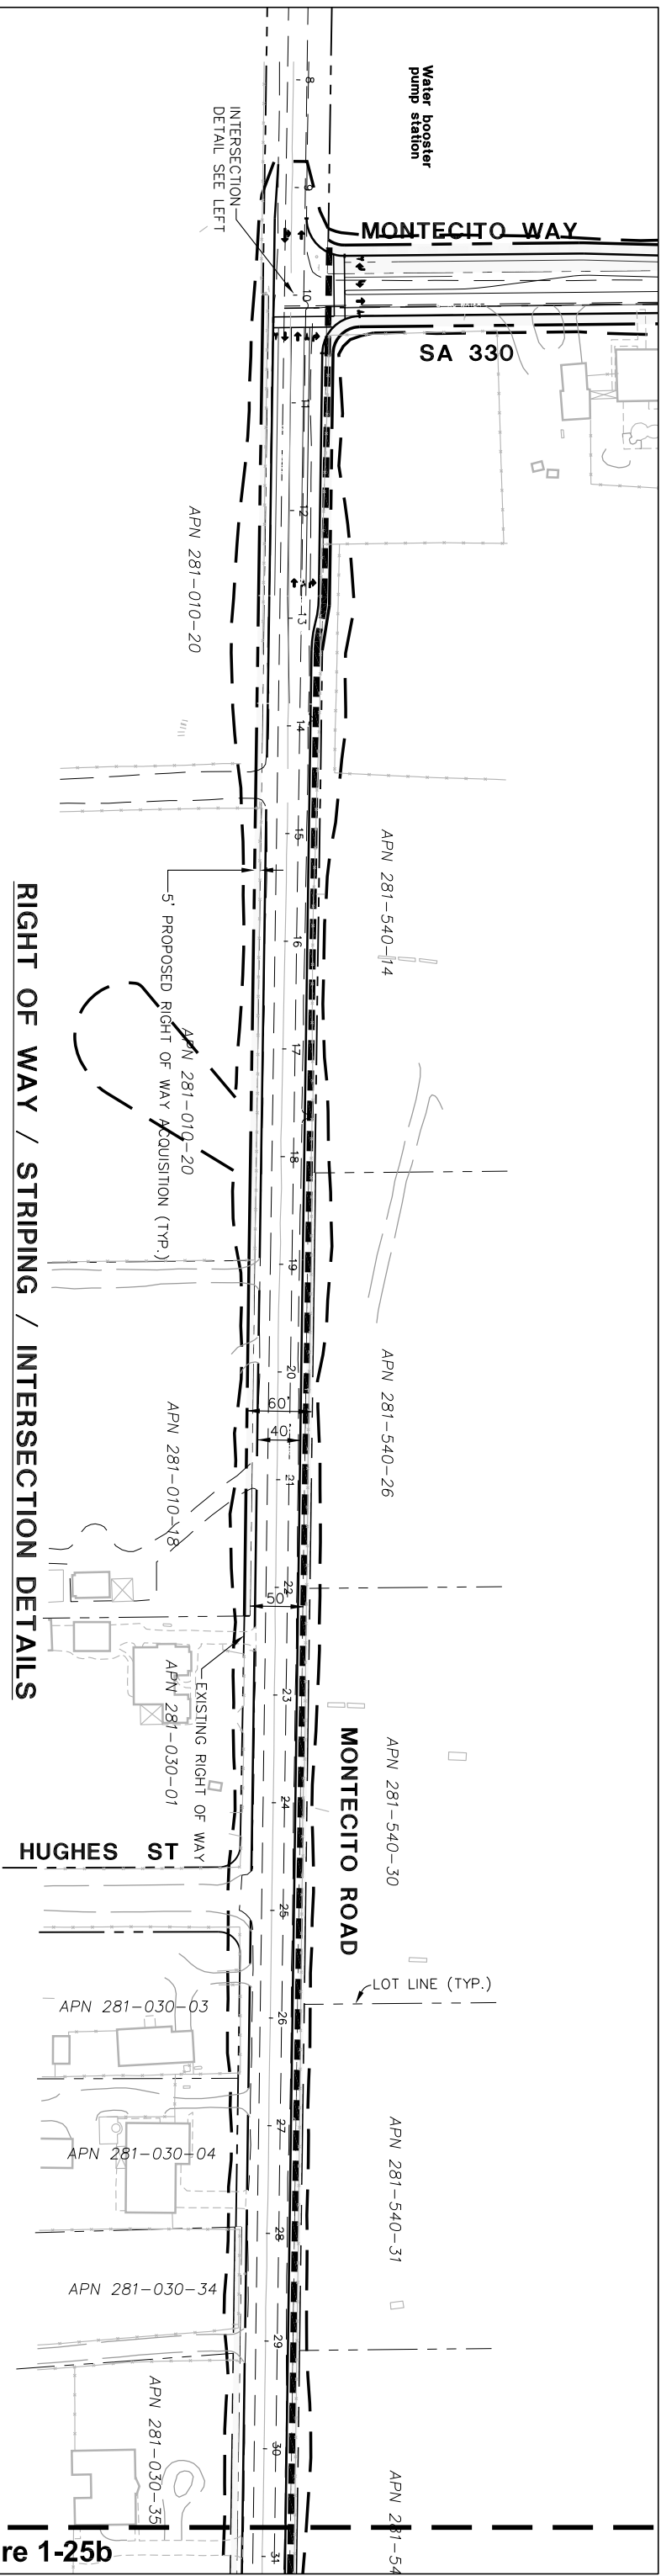 Water booster
pump station
8
INTERSECTION
DETAIL SEE LEFT
9
MONTECITO WAY
10
SA 330
11
12
APN 281-010-20
13
14
15
APN 281-540-14
5' PROPOSED RIGHT OF WAY ACQUISITION (TYP.)
16
RIGHT OF WAY / STRIPING / INTERSECTION DETAILS
17
APN 281-010-20
18
19
20
APN 281-540-26
60'
40'
APN 281-010-18
21
22
50'
EXISTING RIGHT OF WAY
APN 281-030-01
23
MONTECITO ROAD
APN 281-540-30
24
HUGHES ST
25
LOT LINE (TYP.)
APN 281-030-03
26
27
APN 281-540-31
APN 281-030-04
28
APN 281-030-34
29
APN 281-030-35
30
APN 281-54
31
re 1-25b